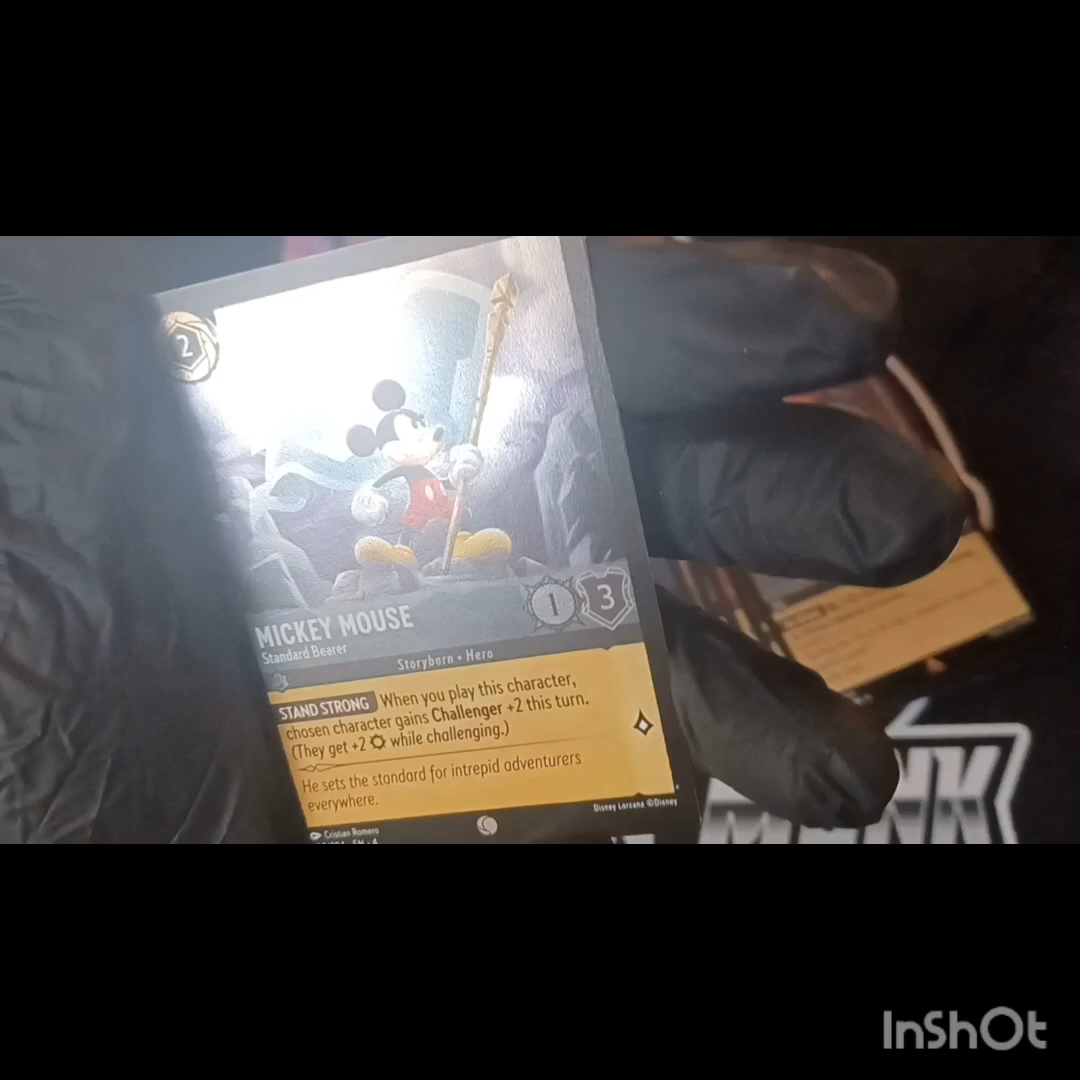 2
MICKEY MOUSE
Standard Bearer
1 3
Storyborn • Hero
STAND STRONG When you play this character,
chosen character gains Challenger +2 this turn.
(They get +2 while challenging.)
He sets the standard for intrepid adventurers
everywhere.
Disney Lorcana ©Disney
Cristian Romero
InShOt